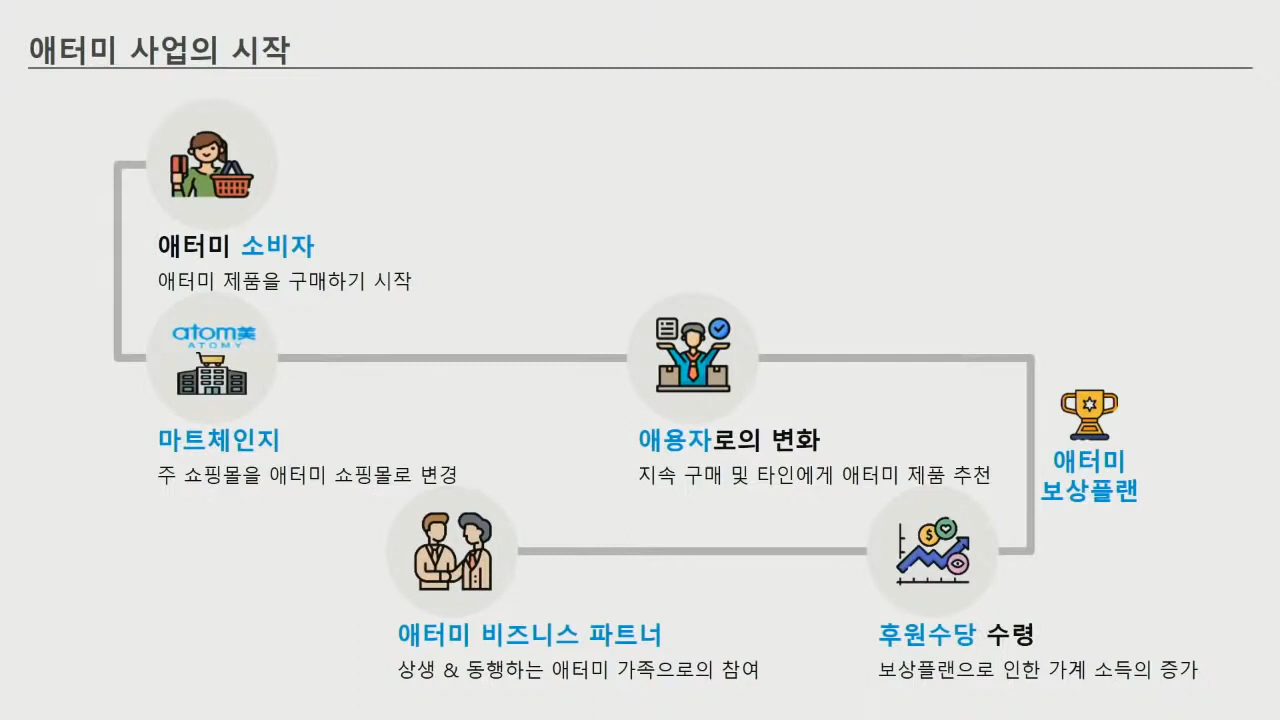 애터미 사업의 시작
애터미 소비자
애터미 제품을 구매하기 시작
atom美
ATOMY
마트체인지
주 쇼핑몰을 애터미 쇼핑몰로 변경
애용자로의 변화
지속 구매 및 타인에게 애터미 제품 추천
애터미
보상플랜
$
후원수당 수령
보상플랜으로 인한 가계 소득의 증가
애터미 비즈니스 파트너
상생 & 동행하는 애터미 가족으로의 참여